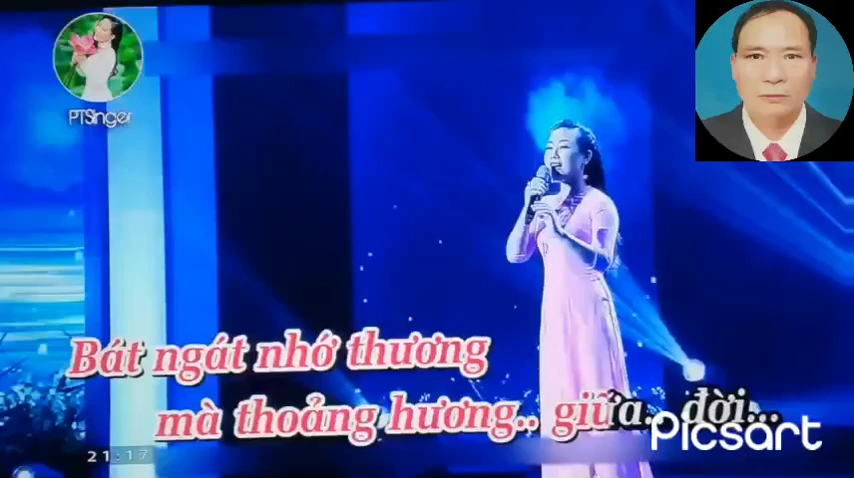 PTSinger
Bát ngát nhớ thương
mà thoảng hương.. giữa.. đời...
Picsart
21:17